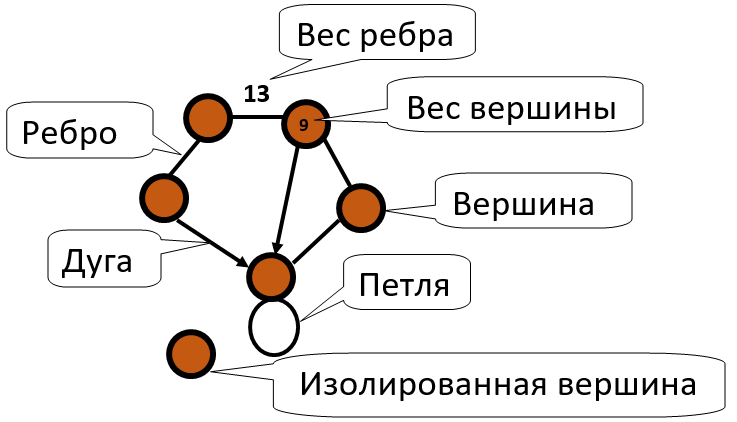 Вес ребра
13
9
Вес вершины
Ребро
Вершина
Дуга
Петля
Изолированная вершина